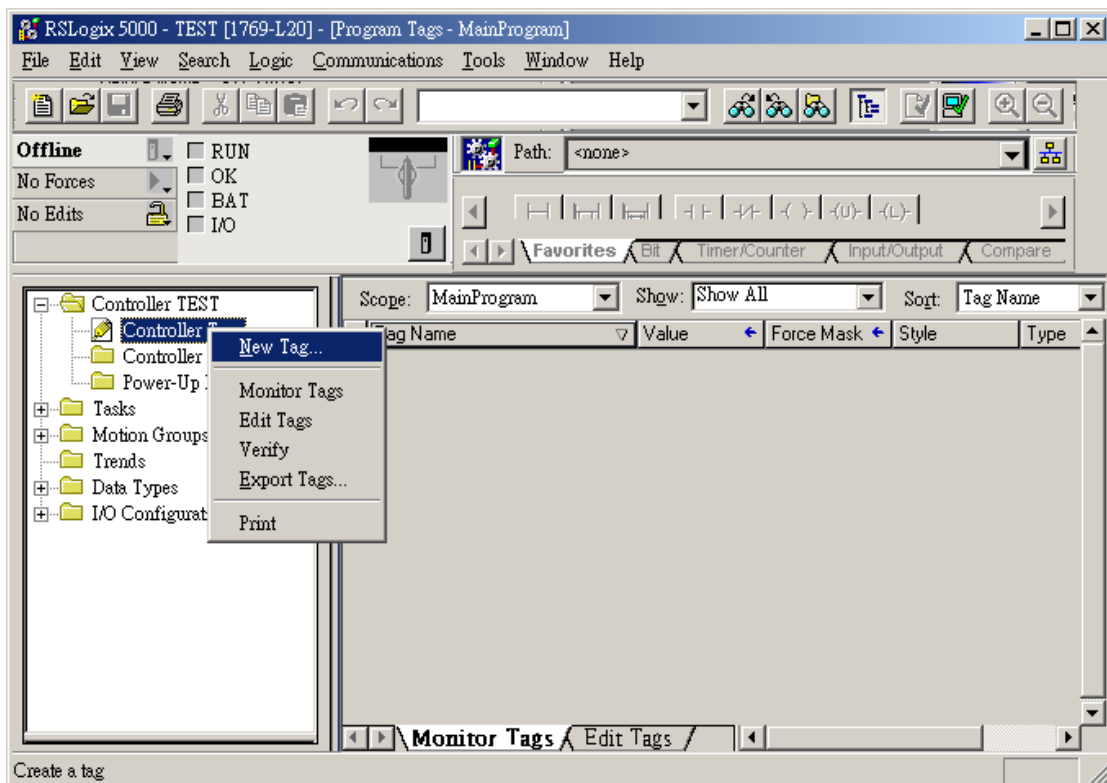 RSLogix 5000 - TEST [1769-L20] - [Program Tags - MainProgram]
File Edit View Search Logic Communications Tools Window Help
Offline RUN Path: <none>
No Forces OK
No Edits BAT
I/O
Favorites Bit Timer/Counter Input/Output Compare
Controller TEST Scope: MainProgram Show: Show All Sort: Tag Name
Controller Tag Name Value Force Mask Style Type
New Tag...
Controller
Power-Up
Monitor Tags
Tasks
Edit Tags
Motion Groups
Verify
Trends
Export Tags...
Data Types
I/O Configurat
Print
Monitor Tags Edit Tags
Create a tag